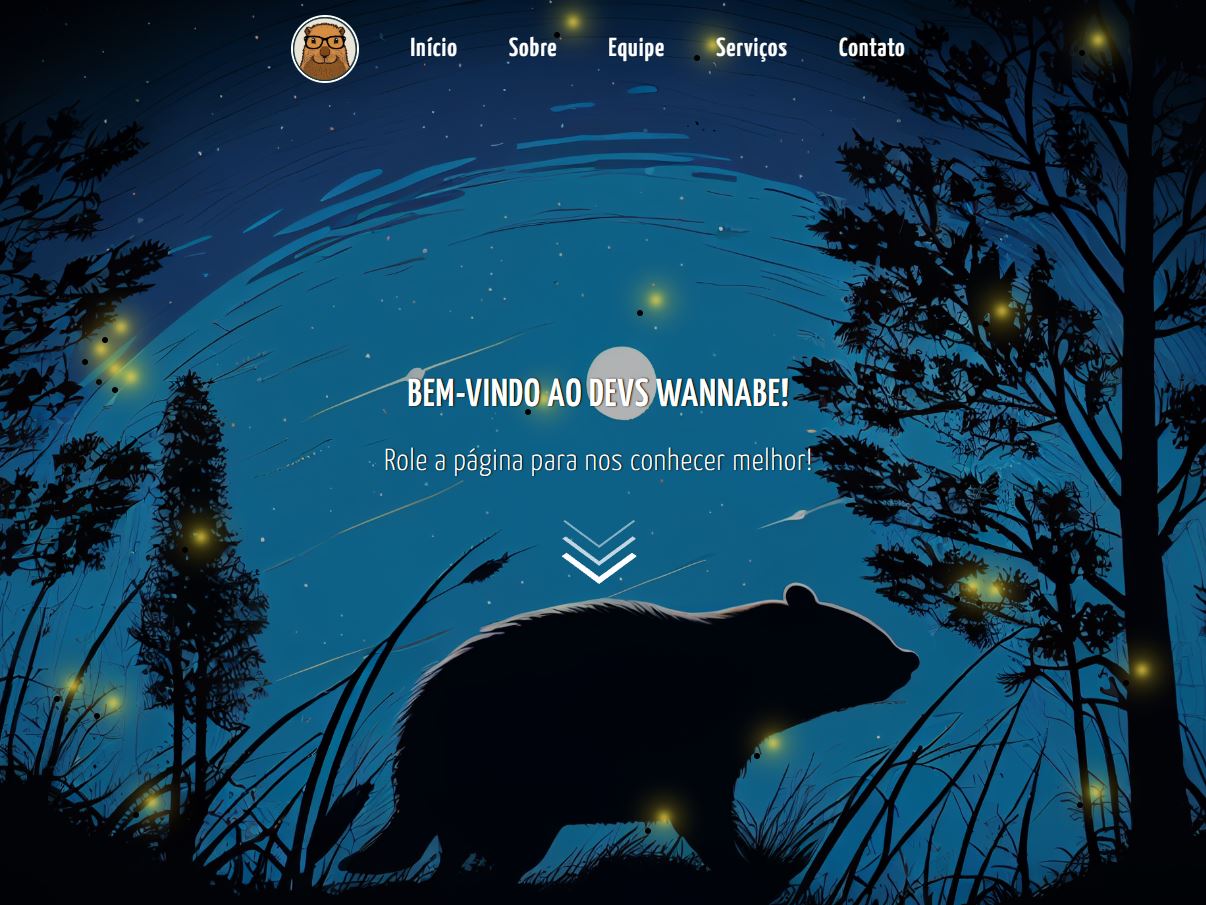 Início
Sobre
Equipe
Serviços
Contato
BEM-VINDO AO DEVS WANNABE!
Role a página para nos conhecer melhor!